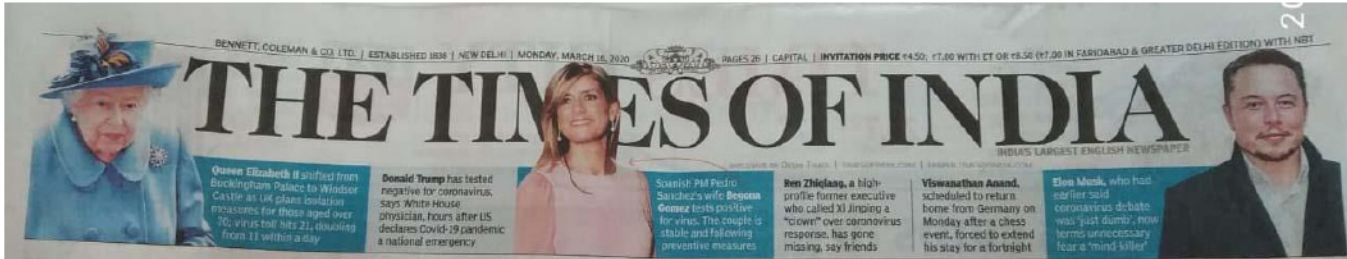 20
BENNETT, COLEMAN & CO. LTD. | ESTABLISHED 1838 | NEW DELHI | MONDAY, MARCH 16, 2020 PAGES 26 | CAPITAL | INVITATION PRICE ₹4.50, ₹7.00 WITH ET OR ₹6.50 (₹7.00 IN FARIDABAD & GREATER DELHI EDITION) WITH NBT
THE TIMES OF INDIA
INDIA'S LARGEST ENGLISH NEWSPAPER
Queen Elizabeth II shifted from
Buckingham Palace to Windsor
Castle as UK plans isolation
measures for those aged over
70; virus toll hits 21, doubling
from 11 within a day
Donald Trump has tested
negative for coronavirus,
says White House
physician, hours after US
declares Covid-19 pandemic
a national emergency
Spanish PM Pedro
Sanchez's wife Begona
Gomez tests positive
for virus. The couple is
stable and following
preventive measures
Ren Zhiqiang, a high-
profile former executive
who called Xi Jinping a
"clown" over coronavirus
response, has gone
missing, say friends
Viswanathan Anand,
scheduled to return
home from Germany on
Monday after a chess
event, forced to extend
his stay for a fortnight
Elon Musk, who had
earlier said
coronavirus debate
was 'just dumb', now
terms unnecessary
fear a 'mind-killer'